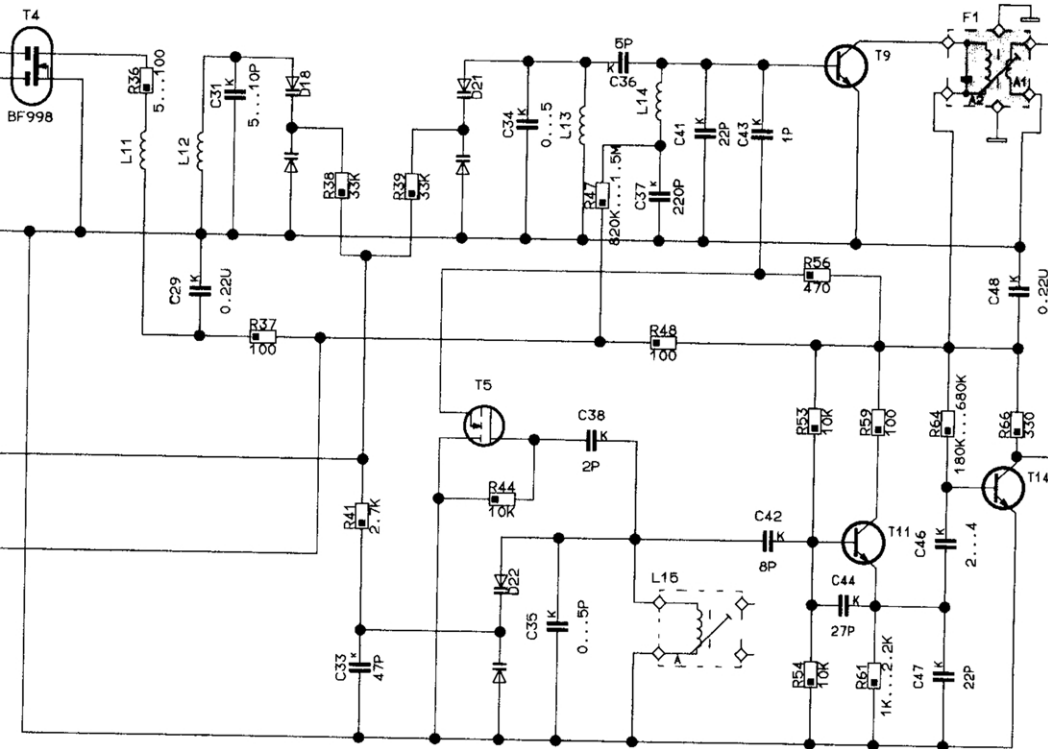 T4
BF998
R36
5...100
L11
L12
C31
K
5...10P
D18
R38
33K
R39
33K
D21
C34
K
0...5
L13
5P
K
C36
L14
R47
820K...1.5M
C37
K
220P
C41
K
22P
C43
K
1P
T9
F1
A2
A1
C29
K
0.22U
R37
100
R48
100
R56
470
C48
K
0.22U
T5
C38
K
2P
R44
10K
R41
2.7K
C33
K
47P
D22
C35
K
0...5P
L15
A
C42
K
8P
R53
10K
R59
100
R64
180K...680K
R66
330
T14
T11
C46
K
2...4
C44
K
27P
R54
10K
R61
1K...2.2K
C47
K
22P